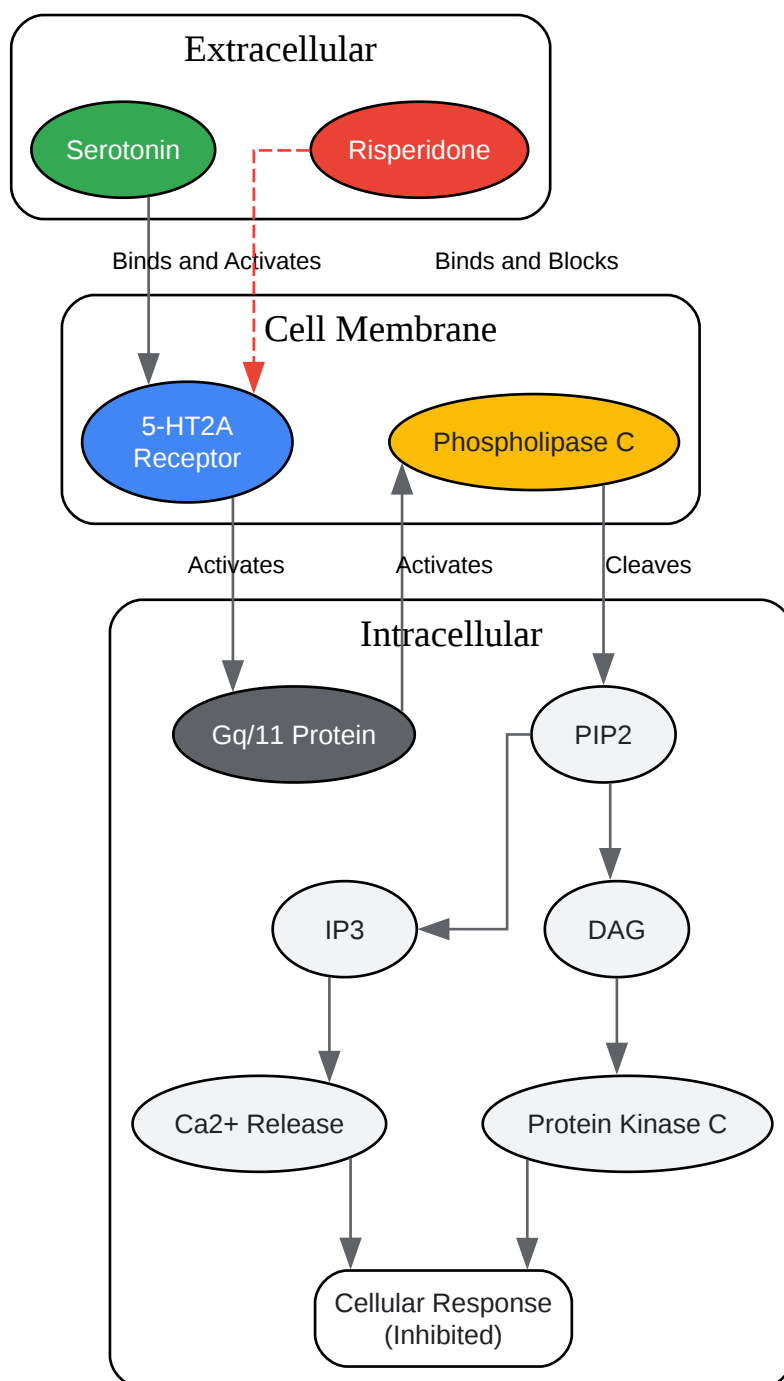 Extracellular
Serotonin
Risperidone
Binds and Activates
Binds and Blocks
Cell Membrane
5-HT2A
Receptor
Phospholipase C
Activates
Activates
Cleaves
Intracellular
Gq/11 Protein
PIP2
IP3
DAG
Ca2+ Release
Protein Kinase C
Cellular Response
(Inhibited)